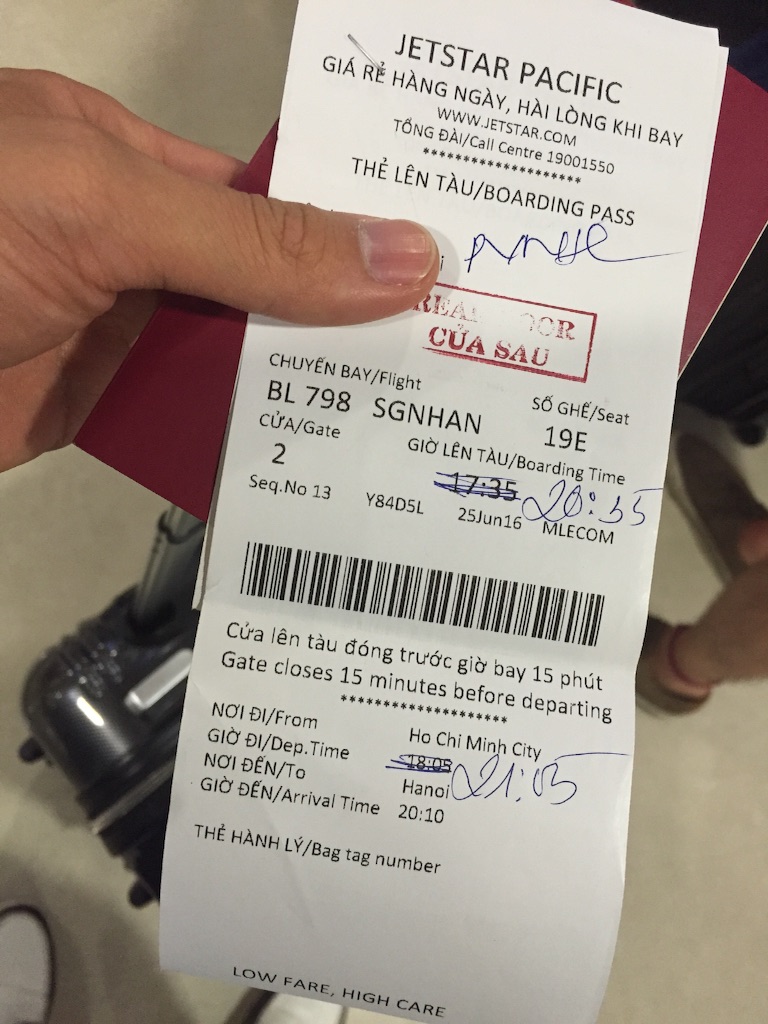 JETSTAR PACIFIC
GIÁ RẺ HÀNG NGÀY, HÀI LÒNG KHI BAY
WWW.JETSTAR.COM
TỔNG ĐÀI/Call Centre 19001550
********************
THẺ LÊN TÀU/BOARDING PASS
CỬA SAU
CHUYẾN BAY/Flight SỐ GHẾ/Seat
BL 798 SGNHAN 19E
CỬA/Gate GIỜ LÊN TÀU/Boarding Time
2 17:35 20:35
Seq.No 13 Y84D5L 25Jun16 MLECOM
Cửa lên tàu đóng trước giờ bay 15 phút
Gate closes 15 minutes before departing
********************
NƠI ĐI/From Ho Chi Minh City
GIỜ ĐI/Dep.Time 18:05 21:05
NƠI ĐẾN/To Hanoi
GIỜ ĐẾN/Arrival Time 20:10
THẺ HÀNH LÝ/Bag tag number
LOW FARE, HIGH CARE